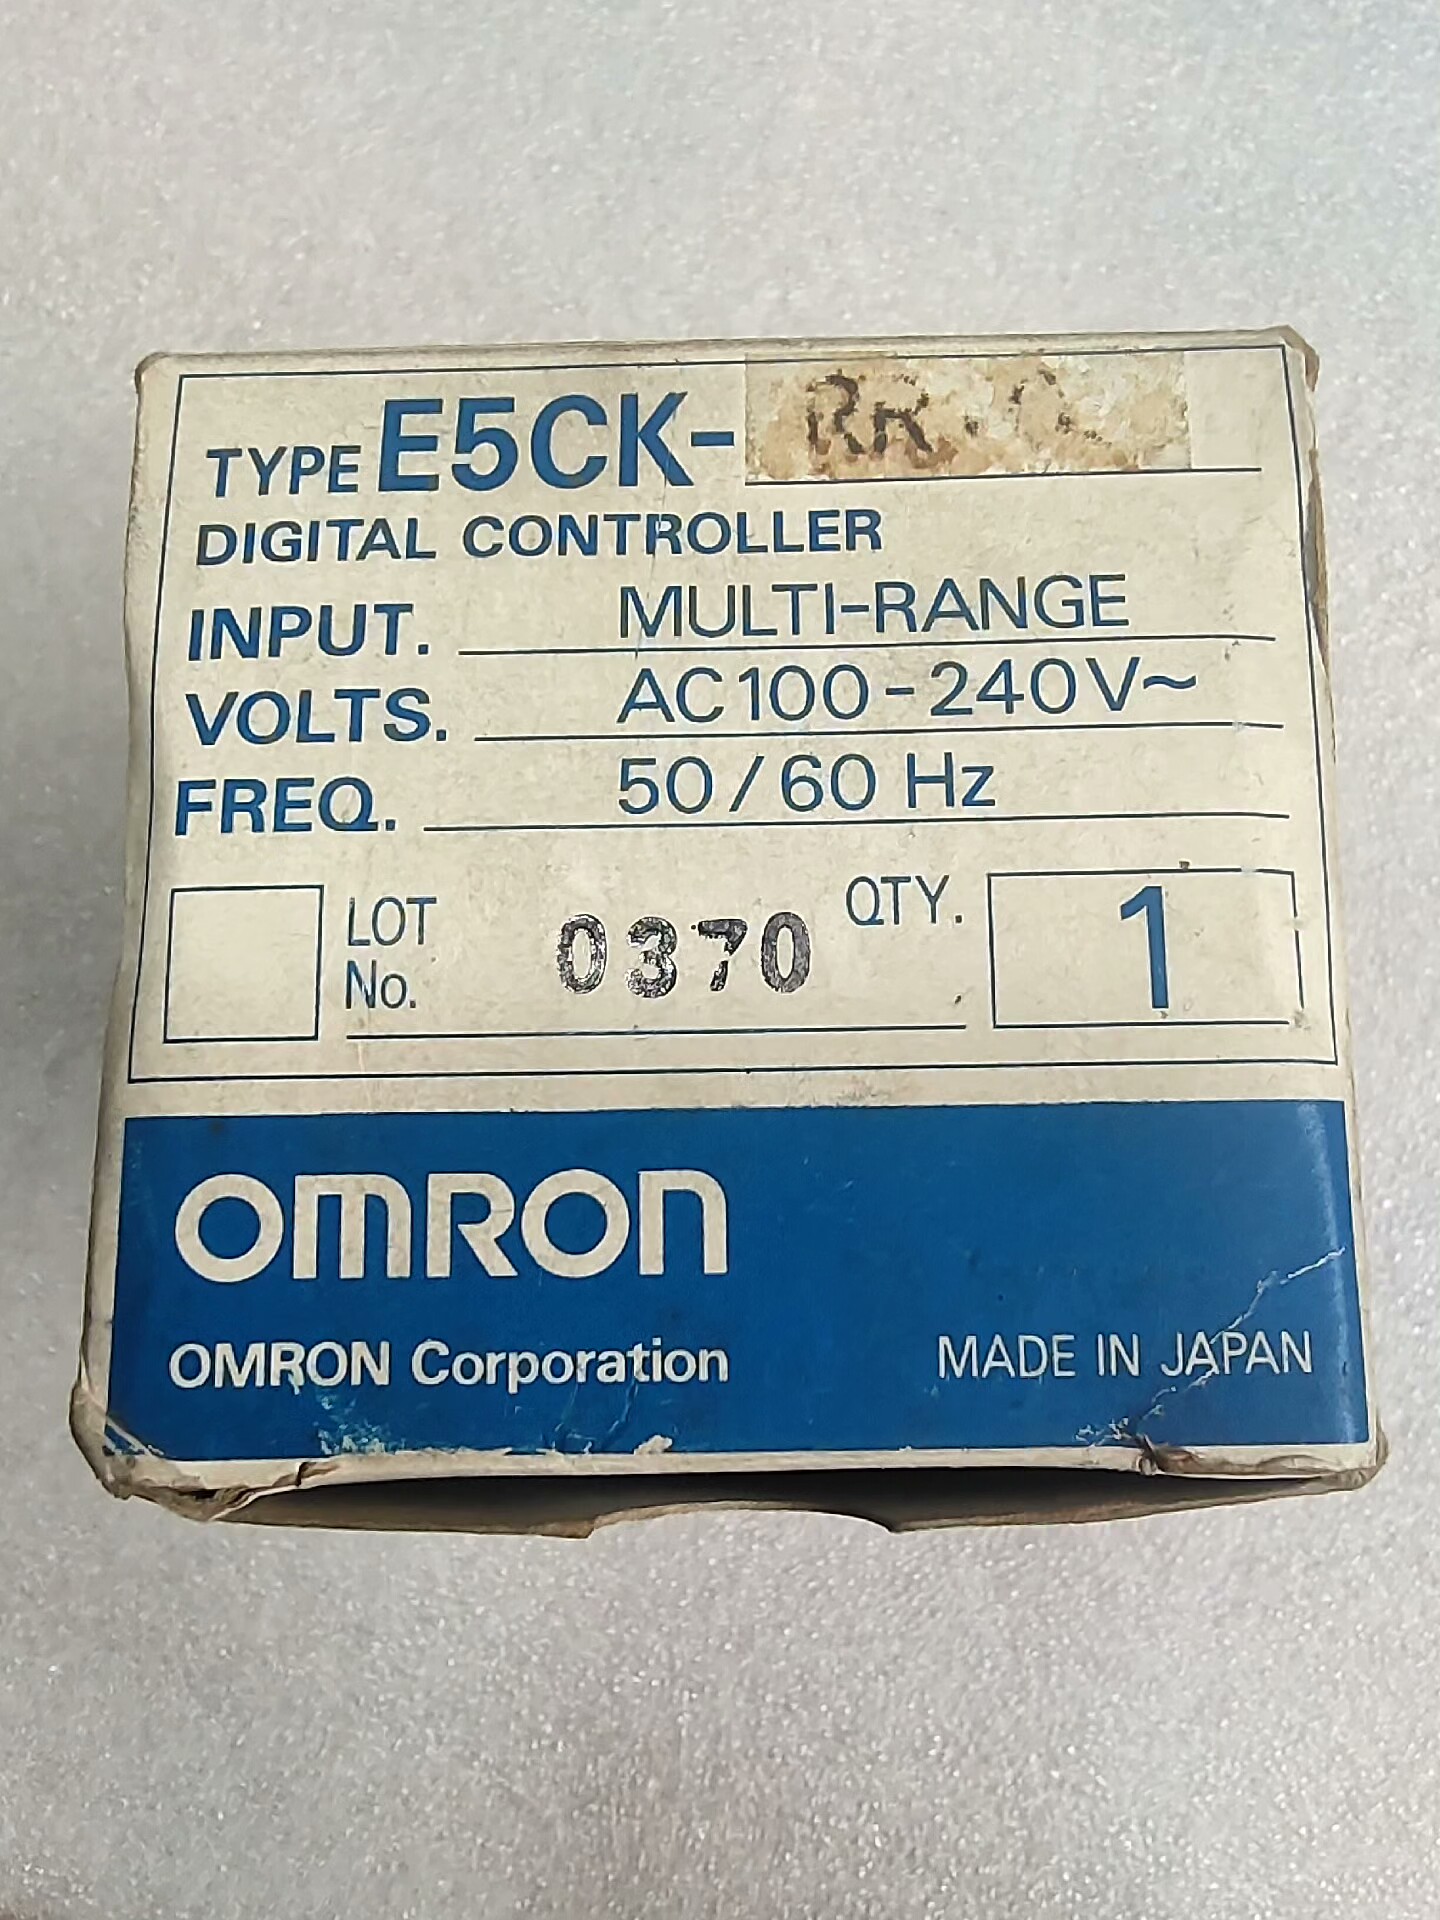 TYPE E5CK-
DIGITAL CONTROLLER
INPUT. MULTI-RANGE
VOLTS. AC100-240V~
FREQ. 50/60 Hz
LOT No. 0370 QTY. 1
OMRON
OMRON Corporation MADE IN JAPAN